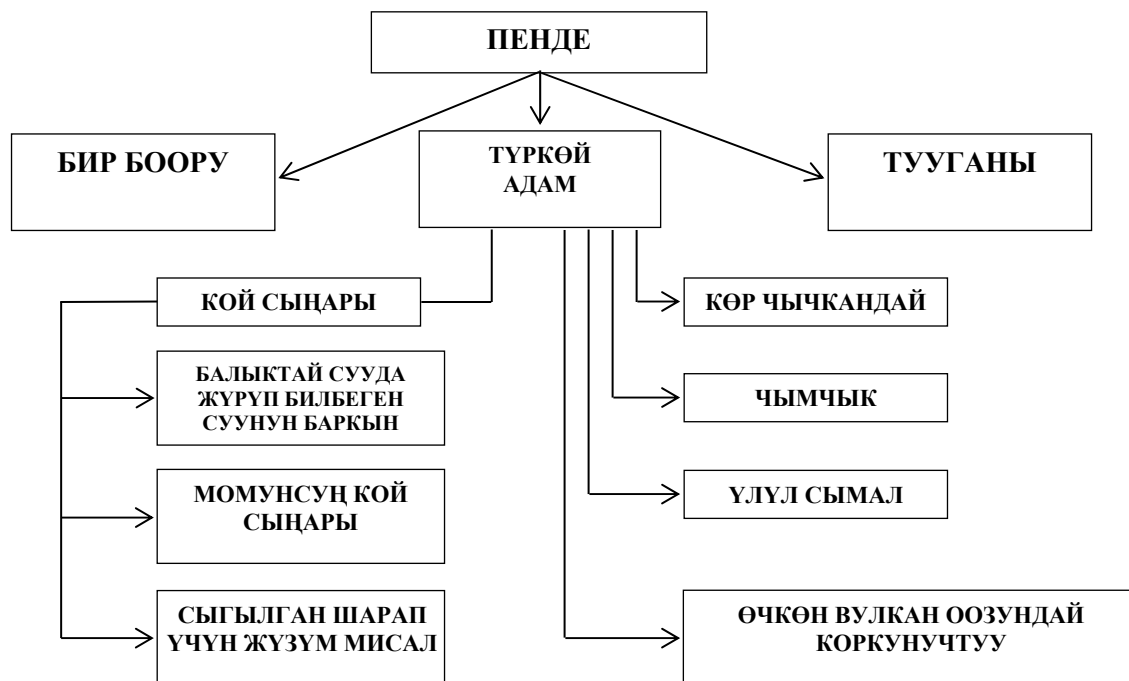 ПЕНДЕ
БИР БООРУ
ТҮРКӨЙ
АДАМ
ТУУГАНЫ
КОЙ СЫҢАРЫ
КӨР ЧЫЧКАНДАЙ
БАЛЫКТАЙ СУУДА
ЖҮРҮП БИЛБЕГЕН
СУУНУН БАРКЫН
ЧЫМЧЫК
МОМУНСУҢ КОЙ
СЫҢАРЫ
ҮЛҮЛ СЫМАЛ
СЫГЫЛГАН ШАРАП
ҮЧҮН ЖҮЗҮМ МИСАЛ
ӨЧКӨН ВУЛКАН ООЗУНДАЙ
КОРКУНУЧТУУ